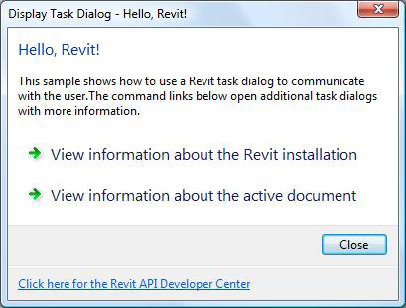 Display Task Dialog - Hello, Revit!
Hello, Revit!
This sample shows how to use a Revit task dialog to communicate
with the user.The command links below open additional task dialogs
with more information.
View information about the Revit installation
View information about the active document
Close
Click here for the Revit API Developer Center